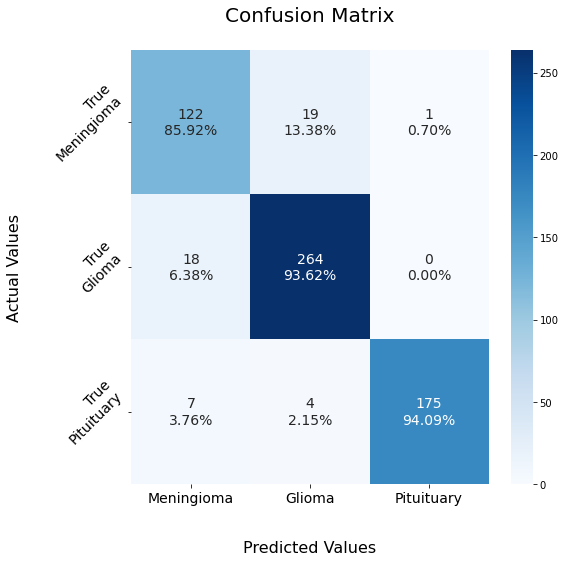 Confusion Matrix
True
Meningioma
122
85.92%
19
13.38%
1
0.70%
True
Glioma
18
6.38%
264
93.62%
0
0.00%
True
Pituituary
7
3.76%
4
2.15%
175
94.09%
Meningioma
Glioma
Pituituary
Actual Values
Predicted Values
250
200
150
100
50
0